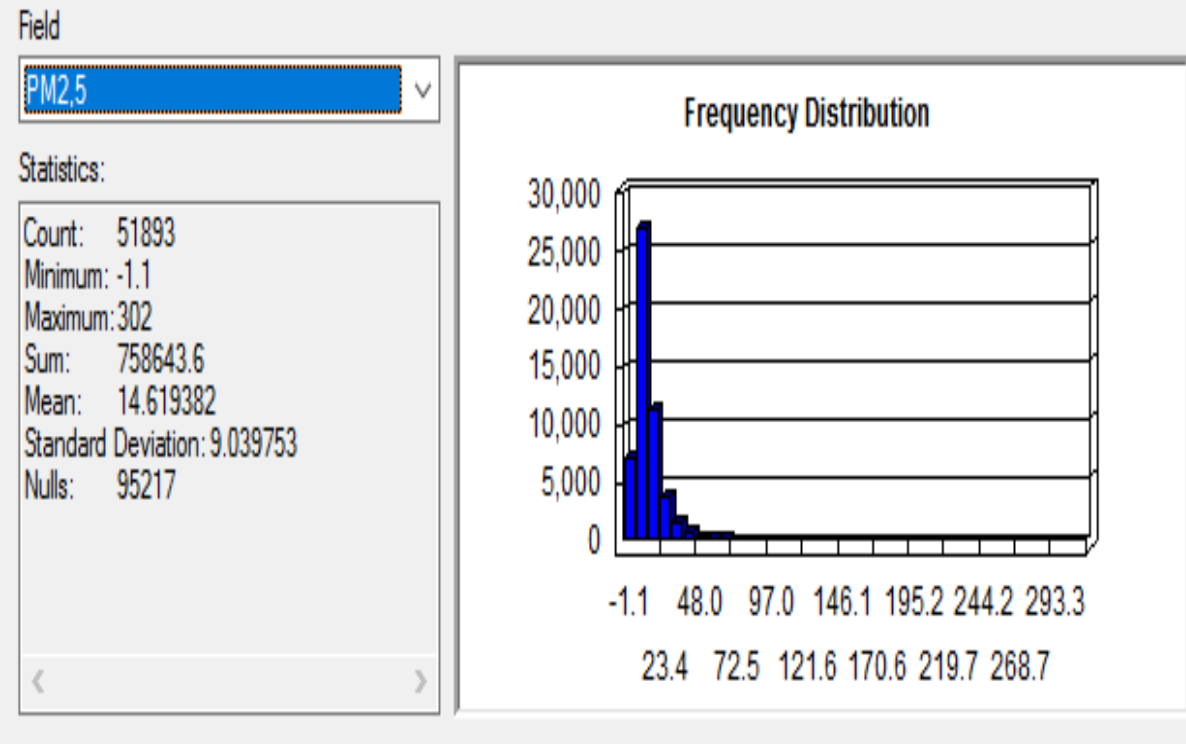 Field
PM2,5
Statistics:
Count: 51893
Minimum: -1.1
Maximum: 302
Sum: 758643.6
Mean: 14.619382
Standard Deviation: 9.039753
Nulls: 95217
Frequency Distribution
30,000
25,000
20,000
15,000
10,000
5,000
0
-1.1 48.0 97.0 146.1 195.2 244.2 293.3
23.4 72.5 121.6 170.6 219.7 268.7